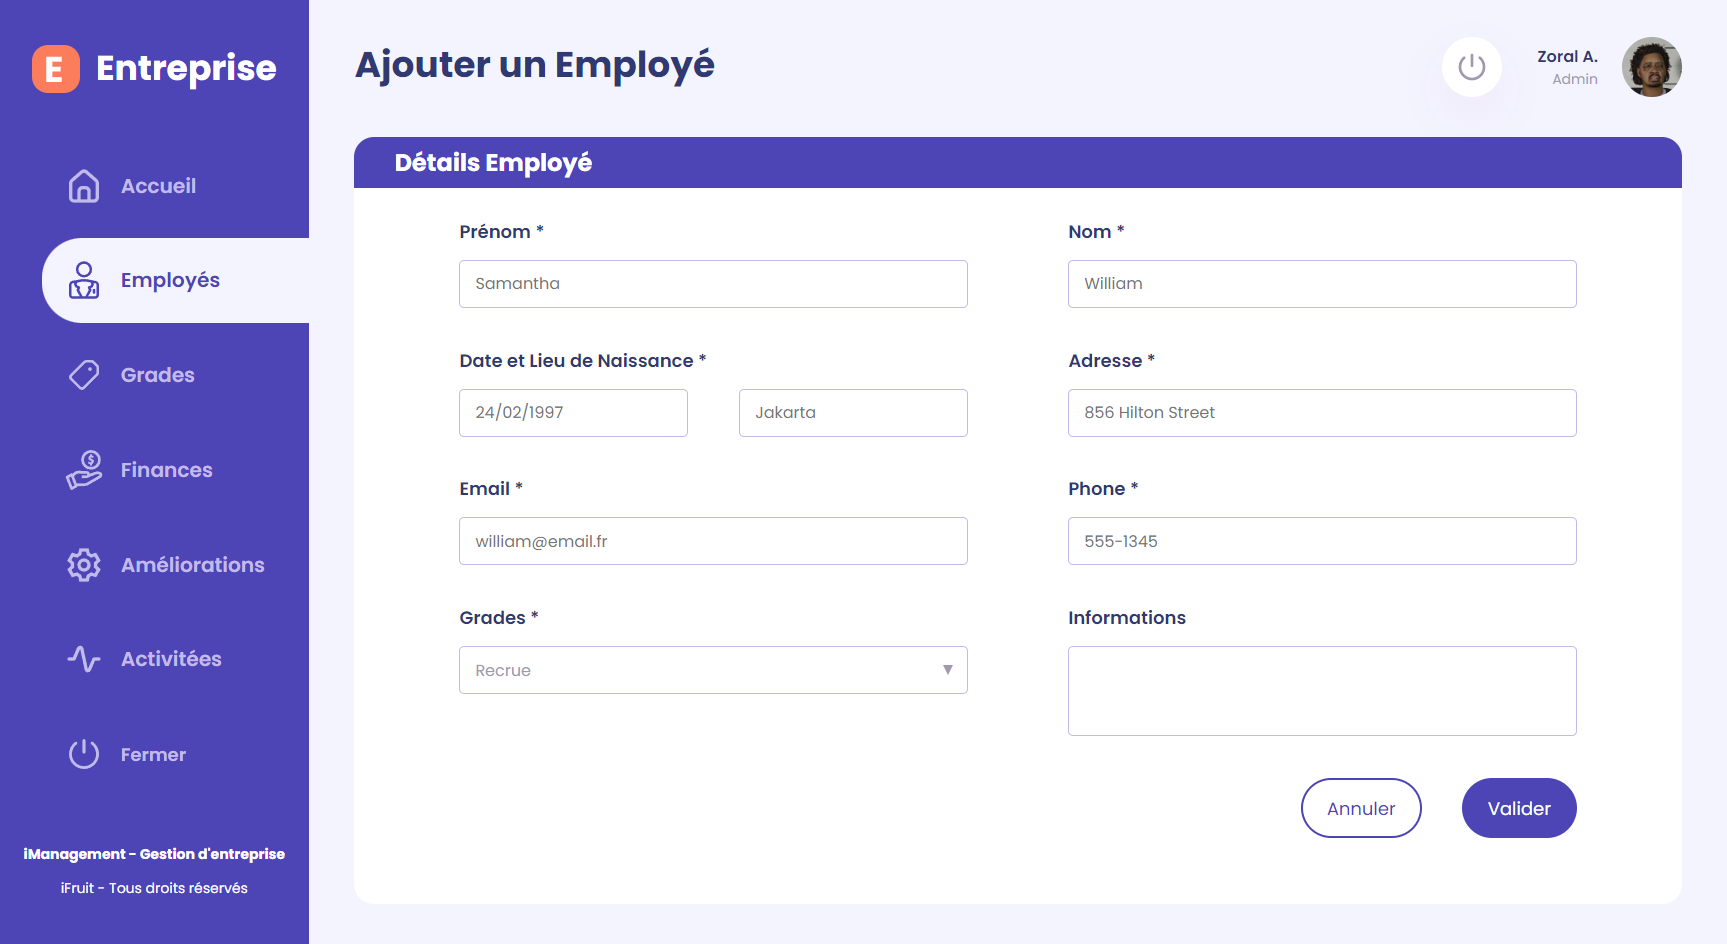 E Entreprise
Accueil
Employés
Grades
Finances
Améliorations
Activitées
Fermer
iManagement - Gestion d'entreprise
iFruit - Tous droits réservés
Ajouter un Employé
Zoral A.
Admin
Détails Employé
Prénom *
Samantha
Nom *
William
Date et Lieu de Naissance *
24/02/1997
Jakarta
Adresse *
856 Hilton Street
Email *
william@email.fr
Phone *
555-1345
Grades *
Recrue
Informations
Annuler
Valider